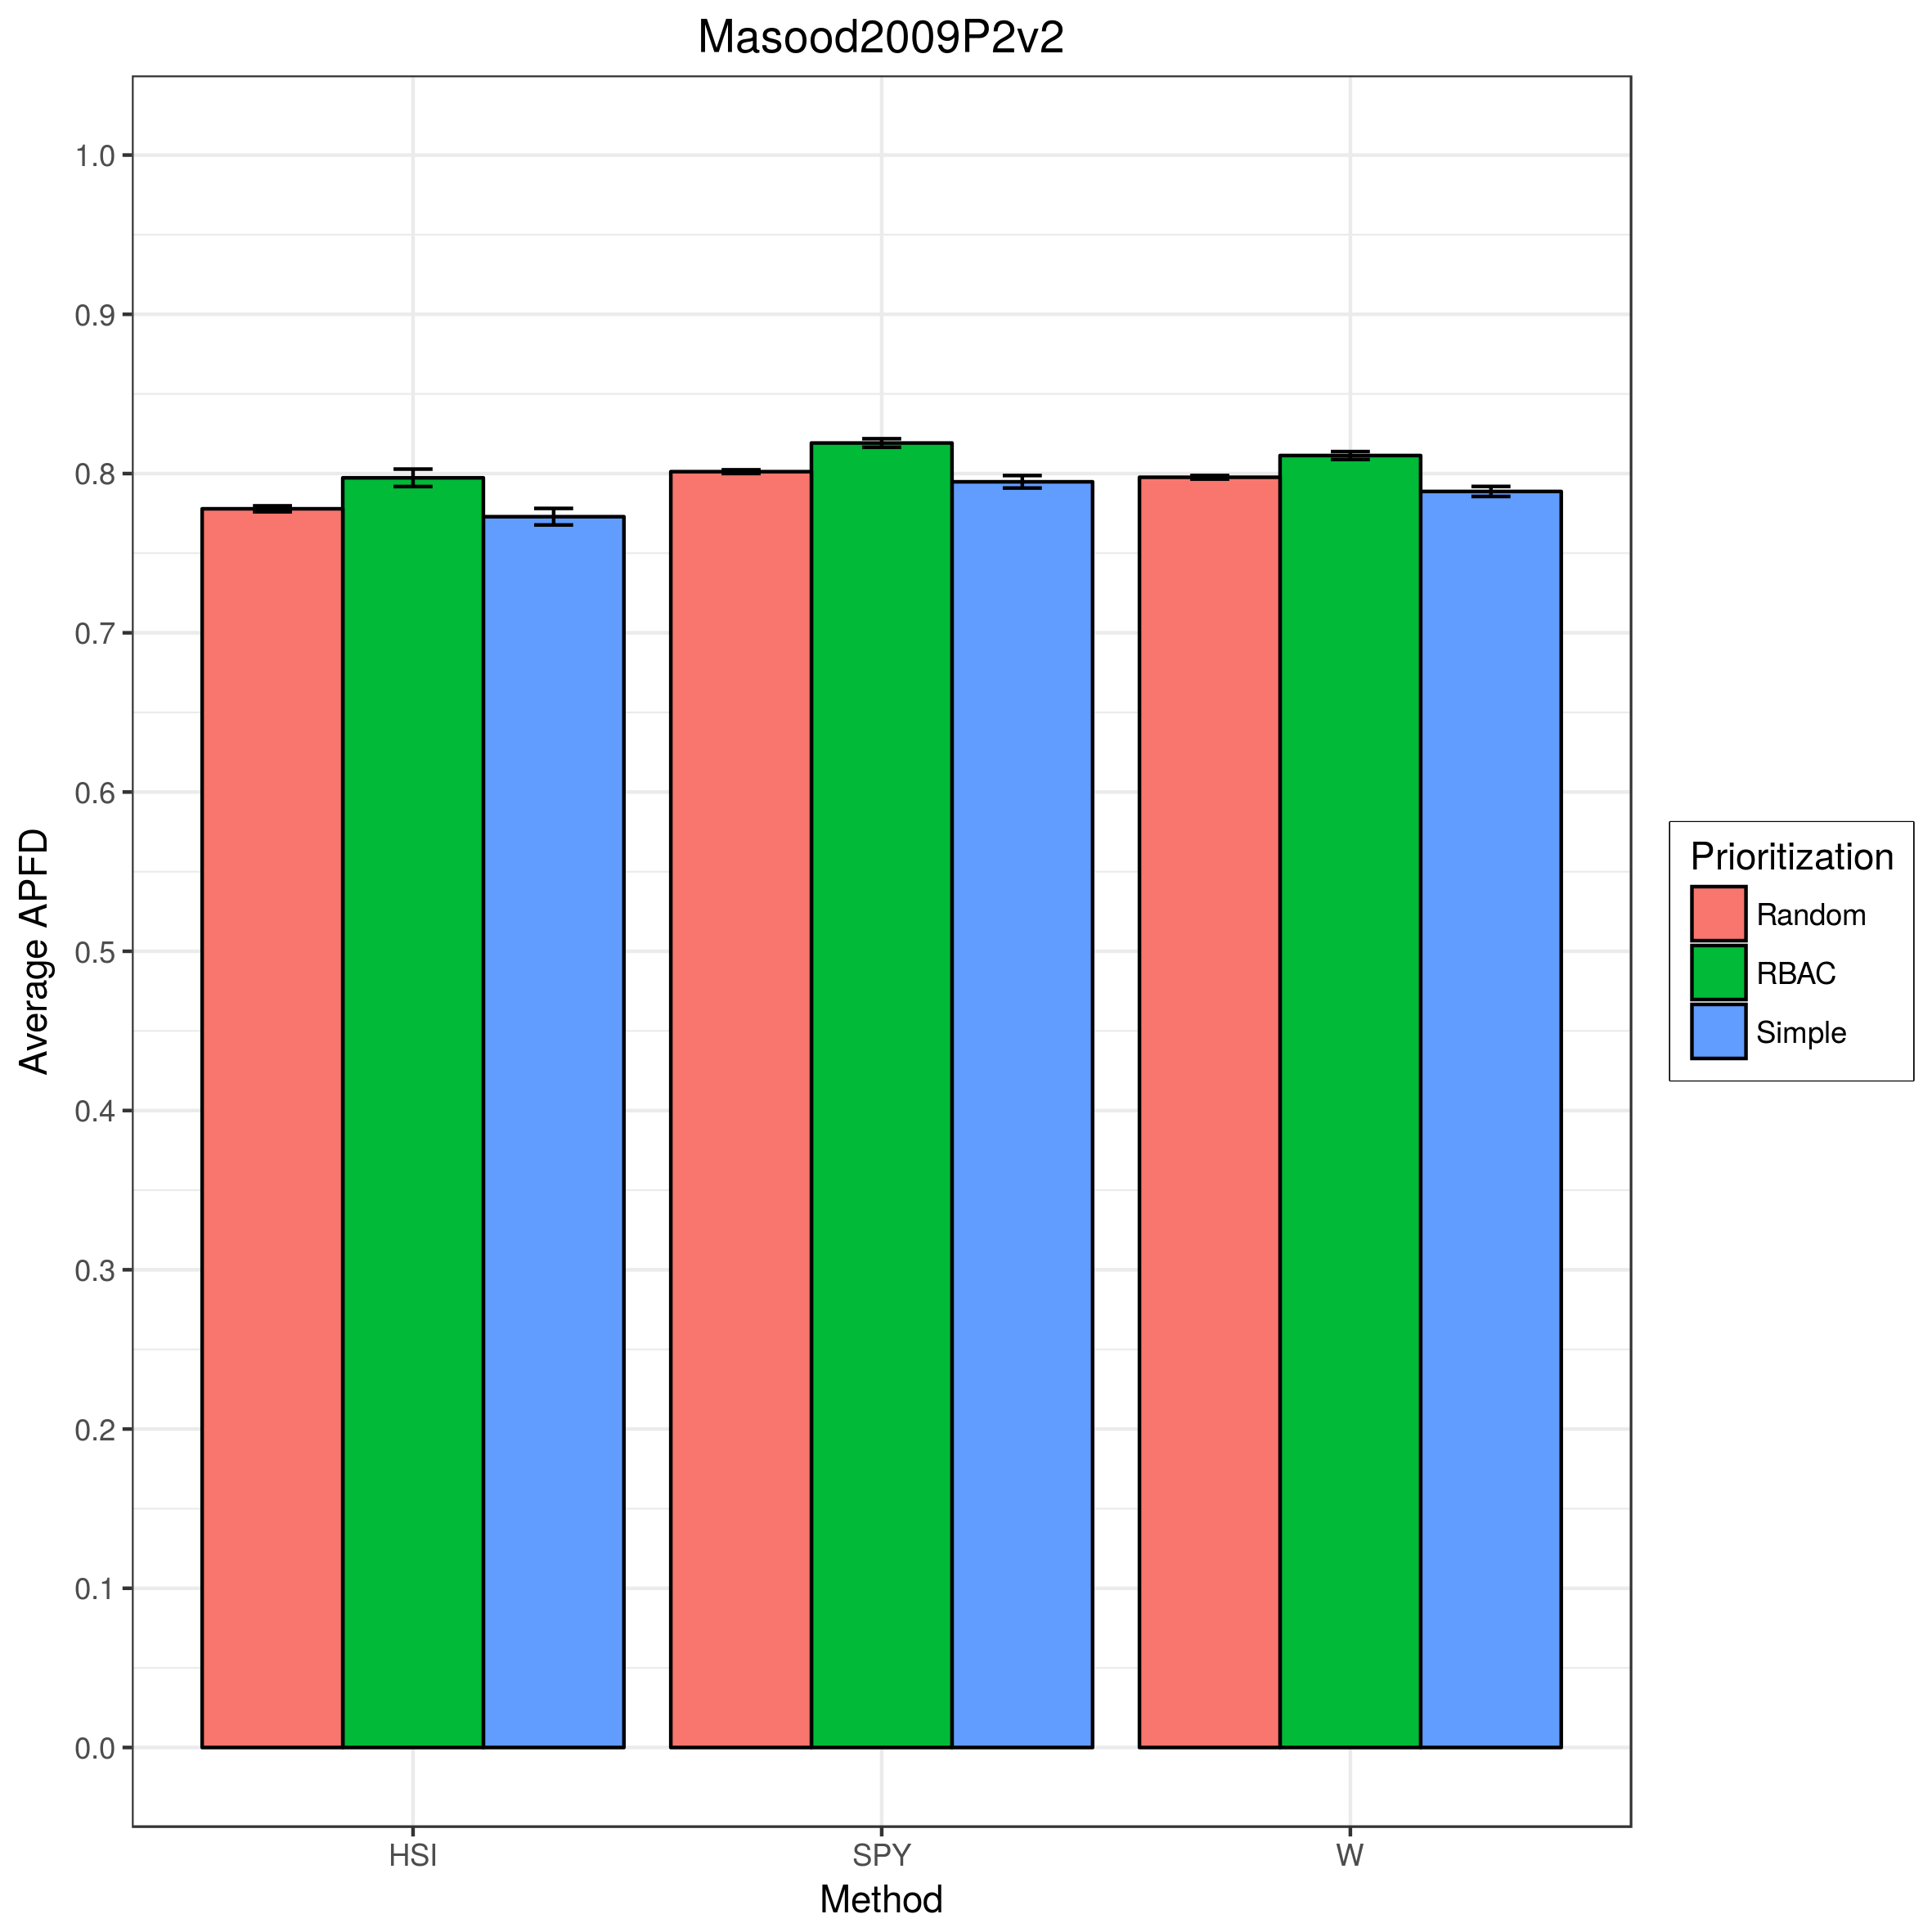 Masood2009P2v2
1.0
0.9
0.8
0.7
0.6
0.5
0.4
0.3
0.2
0.1
0.0
Average APFD
HSI
SPY
W
Method
Prioritization
Random
RBAC
Simple